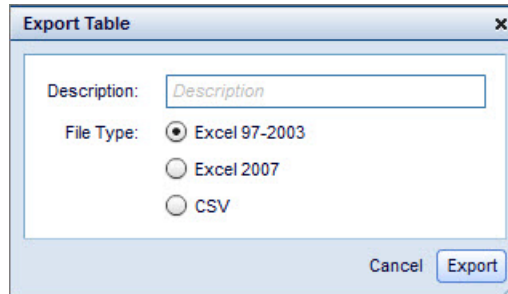 Export Table
Description: Description
File Type: Excel 97-2003
Excel 2007
CSV
Cancel Export